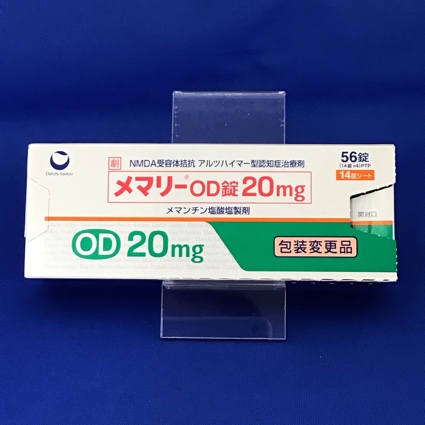 劇 NMDA受容体拮抗 アルツハイマー型認知症治療剤
56錠
(14錠×4)PTP
14錠シート
メマリー®OD錠20mg
メマンチン塩酸塩製剤
Daiichi-Sankyo
開封口
OD 20mg
包装変更品